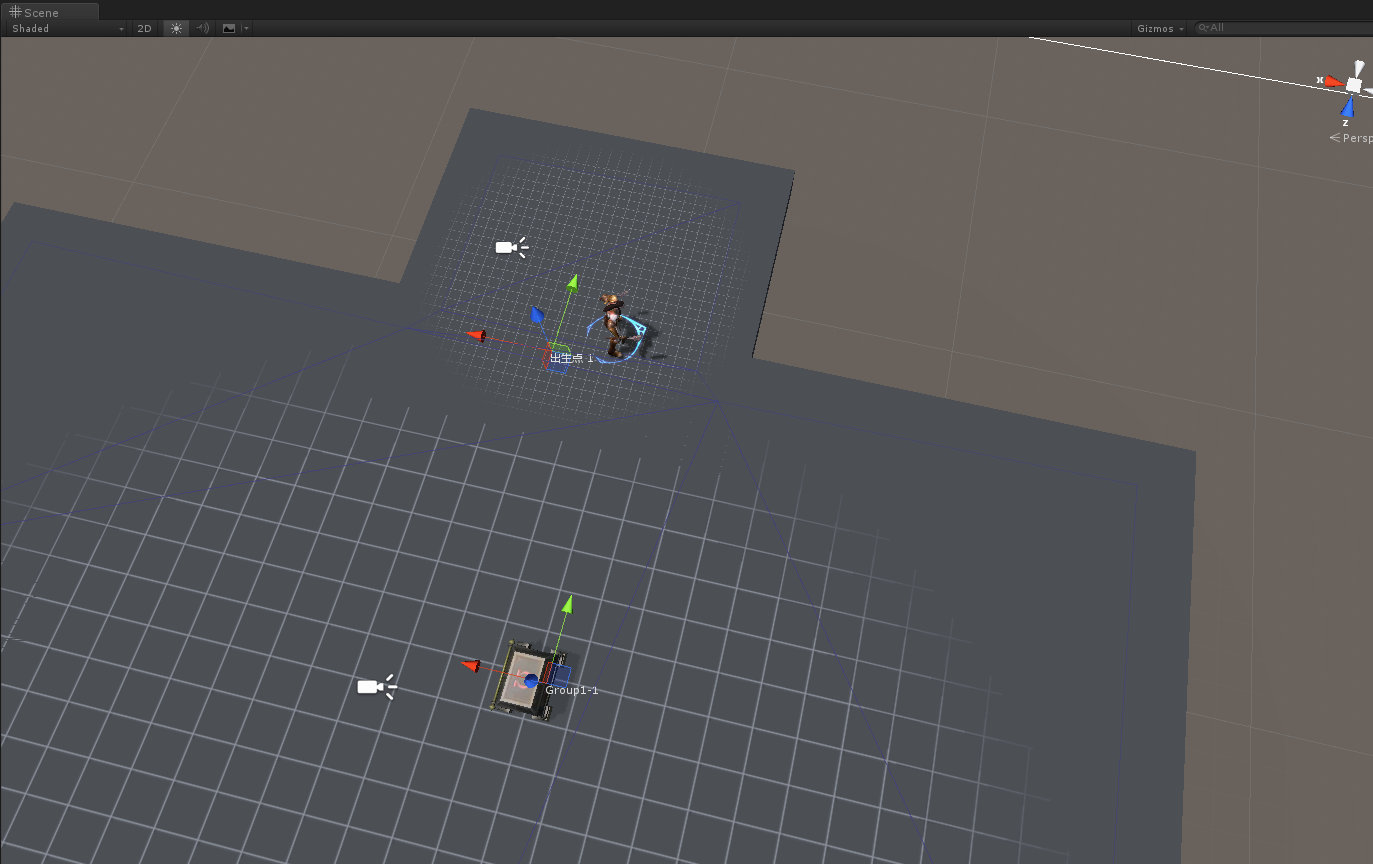 Scene
Shaded
2D
Gizmos
All
x
z
Persp
出生点 1
Group1-1